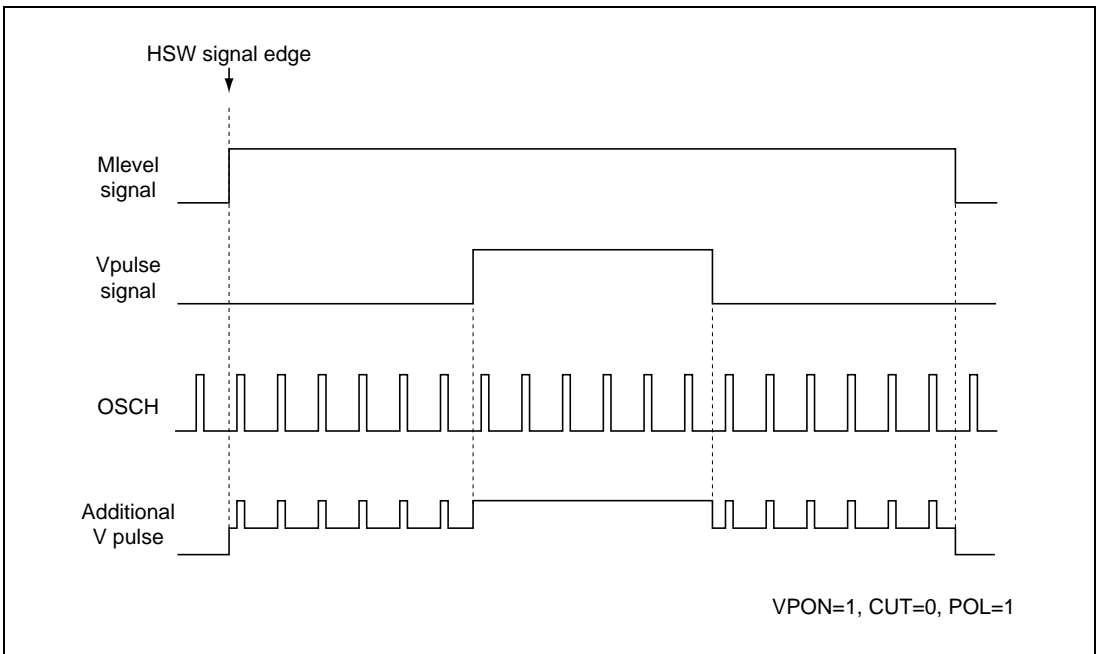 HSW signal edge
Mlevel
signal
Vpulse
signal
OSCH
Additional
V pulse
VPON=1, CUT=0, POL=1